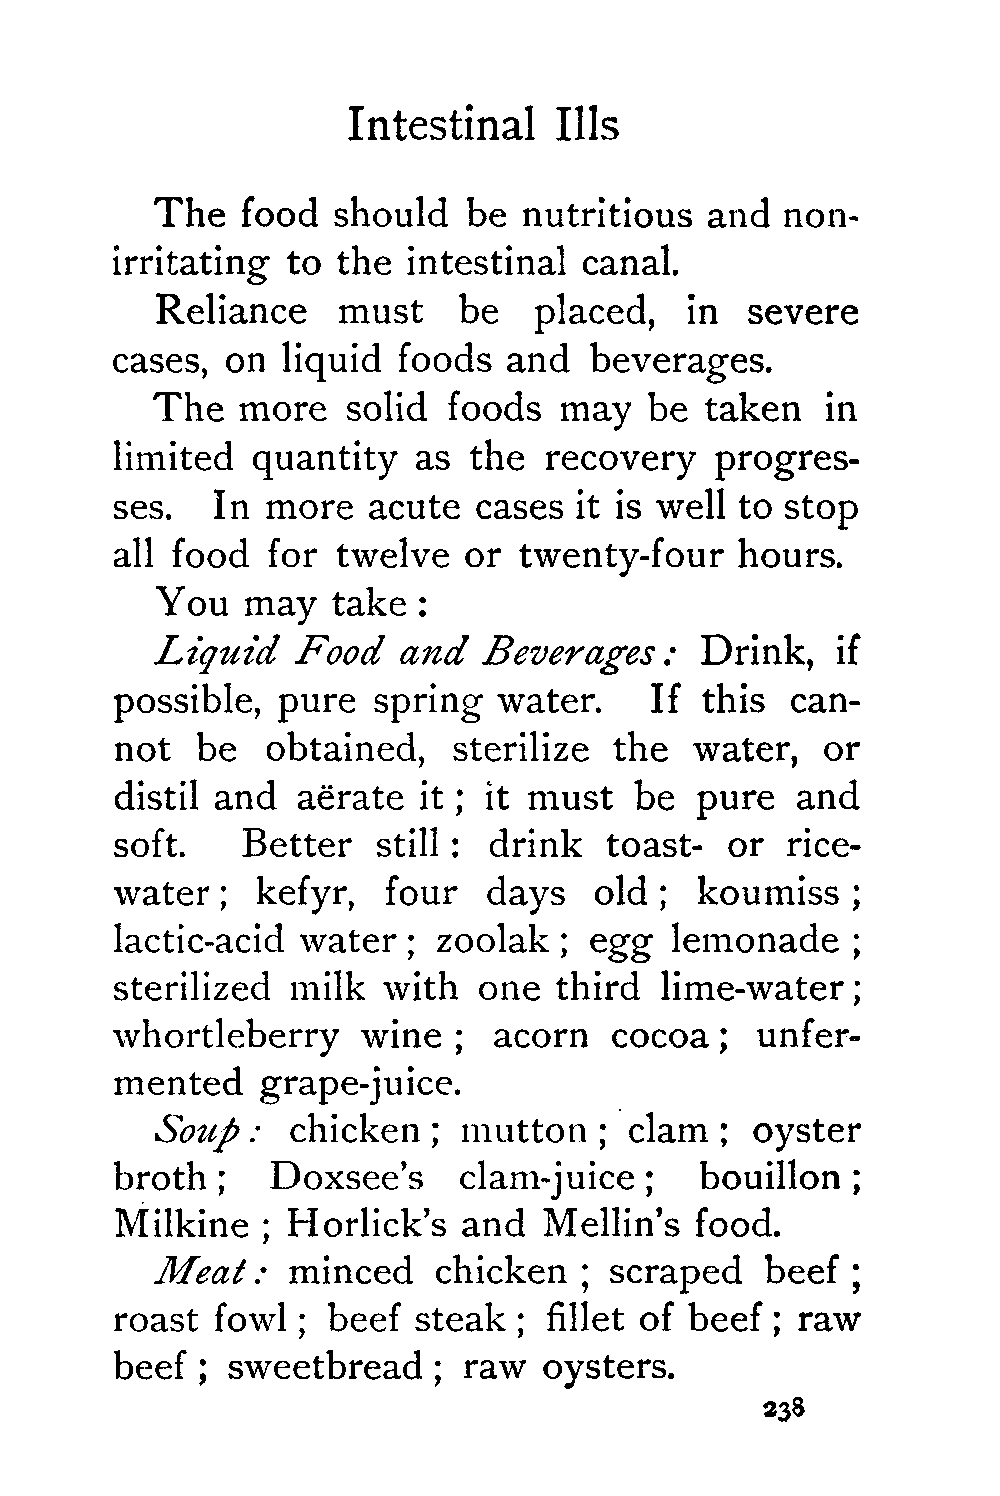 Intestinal Ills
The food should be nutritious and non-
irritating to the intestinal canal.
Reliance must be placed, in severe
cases, on liquid foods and beverages.
The more solid foods may be taken in
limited quantity as the recovery progres-
ses. In more acute cases it is well to stop
all food for twelve or twenty-four hours.
You may take :
Liquid Food and Beverages : Drink, if
possible, pure spring water. If this can-
not be obtained, sterilize the water, or
distil and aërate it ; it must be pure and
soft. Better still : drink toast- or rice-
water ; kefyr, four days old ; koumiss ;
lactic-acid water ; zoolak ; egg lemonade ;
sterilized milk with one third lime-water ;
whortleberry wine ; acorn cocoa ; unfer-
mented grape-juice.
Soup : chicken ; mutton ; clam ; oyster
broth ; Doxsee's clam-juice ; bouillon ;
Milkine ; Horlick's and Mellin's food.
Meat : minced chicken ; scraped beef ;
roast fowl ; beef steak ; fillet of beef ; raw
beef ; sweetbread ; raw oysters.
238